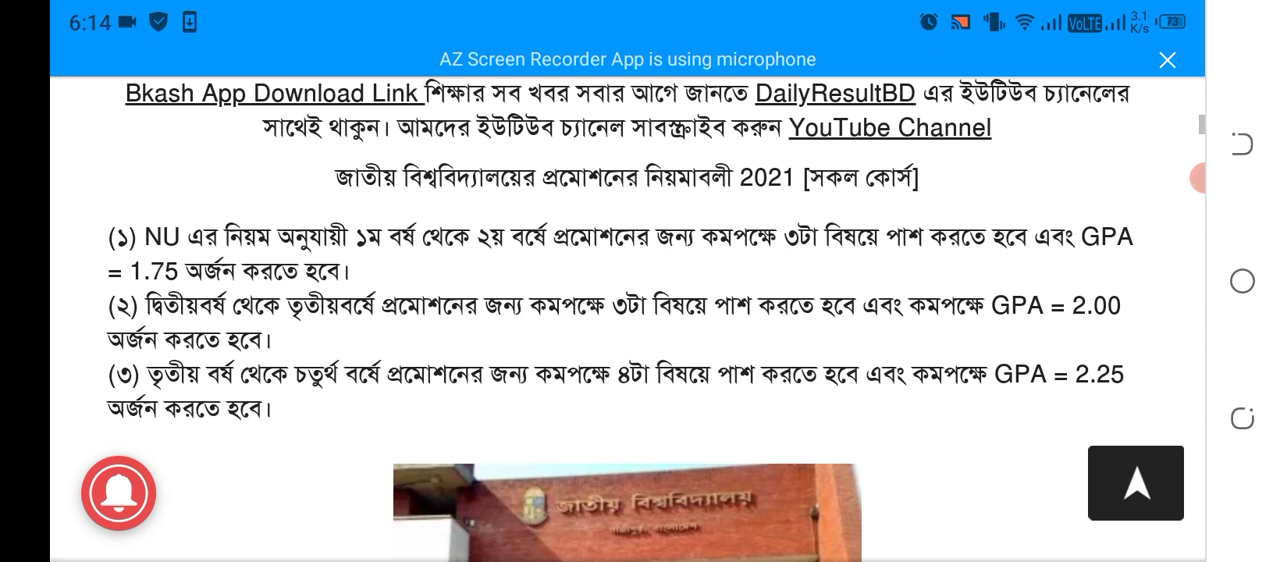 6:14
VoLTE
3.1
K/s
73
AZ Screen Recorder App is using microphone
Bkash App Download Link শিক্ষার সব খবর সবার আগে জানতে DailyResultBD এর ইউটিউব চ্যানেলের
সাথেই থাকুন। আমদের ইউটিউব চ্যানেল সাবস্ক্রাইব করুন YouTube Channel
জাতীয় বিশ্ববিদ্যালয়ের প্রমোশনের নিয়মাবলী 2021 [সকল কোর্স]
(১) NU এর নিয়ম অনুযায়ী ১ম বর্ষ থেকে ২য় বর্ষে প্রমোশনের জন্য কমপক্ষে ৩টা বিষয়ে পাশ করতে হবে এবং GPA
= 1.75 অর্জন করতে হবে।
(২) দ্বিতীয়বর্ষ থেকে তৃতীয়বর্ষে প্রমোশনের জন্য কমপক্ষে ৩টা বিষয়ে পাশ করতে হবে এবং কমপক্ষে GPA = 2.00
অর্জন করতে হবে।
(৩) তৃতীয় বর্ষ থেকে চতুর্থ বর্ষে প্রমোশনের জন্য কমপক্ষে ৪টা বিষয়ে পাশ করতে হবে এবং কমপক্ষে GPA = 2.25
অর্জন করতে হবে।
জাতীয় বিশ্ববিদ্যালয়
গাজীপুর, বাংলাদেশ